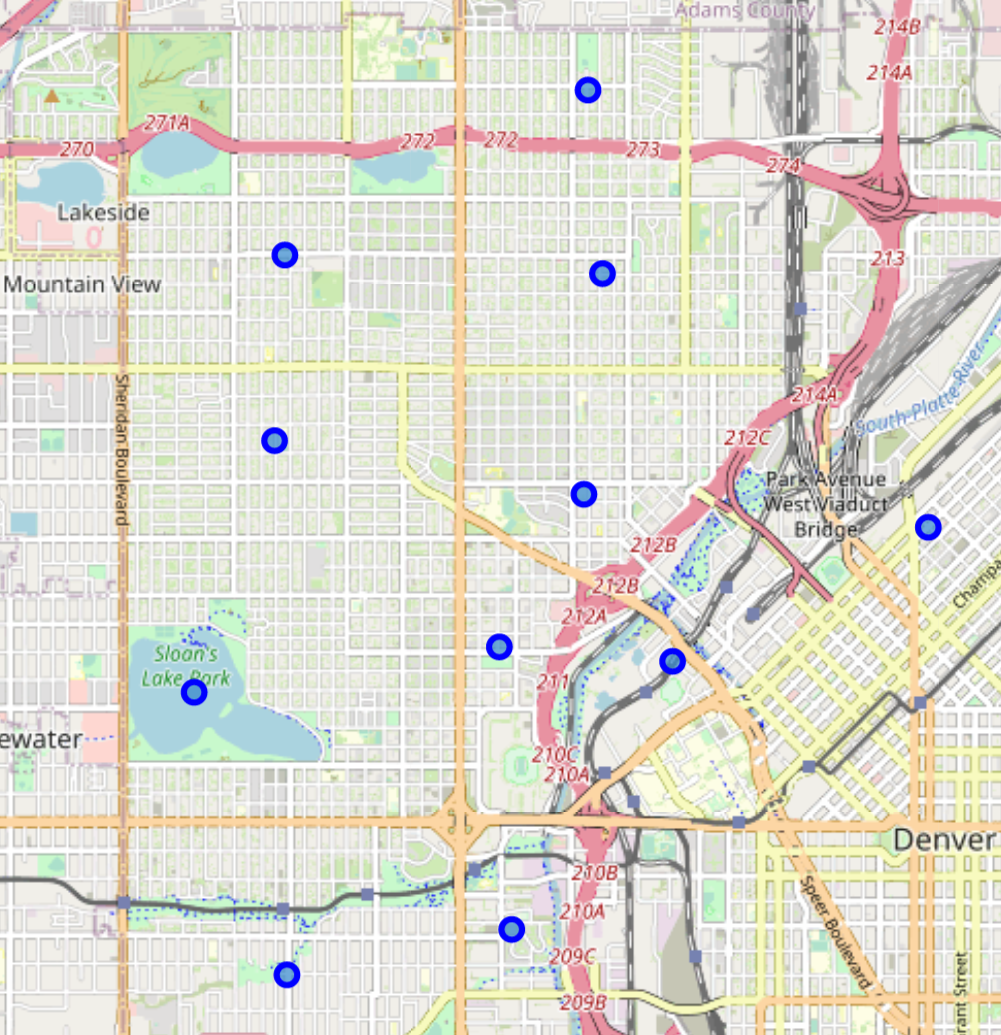 Adams County
214B
214A
271A
270
272
272
273
274
Lakeside
213
Mountain View
South Platte River
214A
Sheridan Boulevard
212C
Park Avenue
West Viaduct
Bridge
212B
212B
212A
Champa
Sloan's
Lake Park
211
ewater
210C
210A
Denver
210B
210A
Speer Boulevard
209C
209B
rant Street